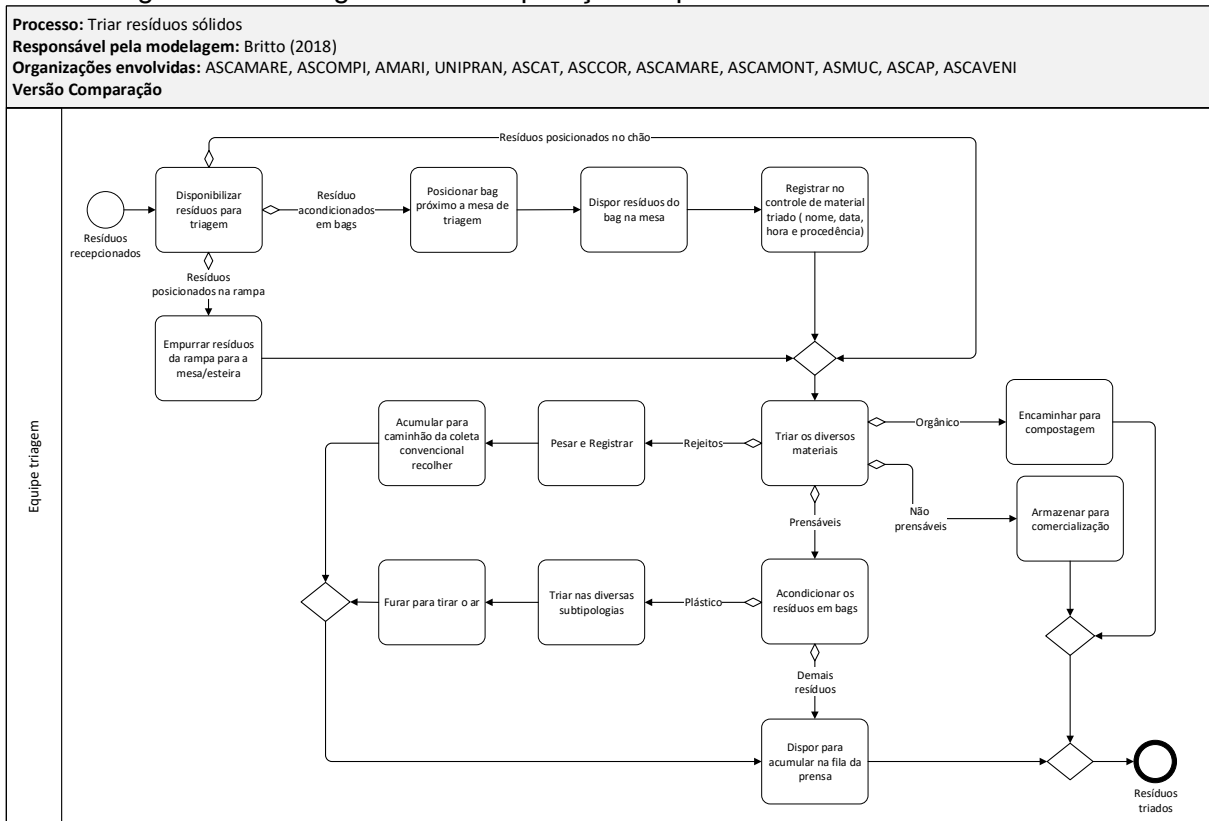 Processo: Triar resíduos sólidos
Responsável pela modelagem: Britto (2018)
Organizações envolvidas: ASCAMARE, ASCOMPI, AMARI, UNIPRAN, ASCAT, ASCCOR, ASCAMARE, ASCAMONT, ASMUC, ASCAP, ASCAVENI
Versão Comparação
Equipe triagem
Resíduos posicionados no chão
Resíduos
recepcionados
Disponibilizar
resíduos para
triagem
Resíduo
acondicionados
em bags
Posicionar bag
próximo a mesa de
triagem
Dispor resíduos do
bag na mesa
Registrar no
controle de material
triado ( nome, data,
hora e procedência)
Resíduos
posicionados na rampa
Empurrar resíduos
da rampa para a
mesa/esteira
Acumular para
caminhão da coleta
convencional
recolher
Pesar e Registrar
Rejeitos
Triar os diversos
materiais
Orgânico
Encaminhar para
compostagem
Não
prensáveis
Armazenar para
comercialização
Prensáveis
Furar para tirar o ar
Triar nas diversas
subtipologias
Plástico
Acondicionar os
resíduos em bags
Demais
resíduos
Dispor para
acumular na fila da
prensa
Resíduos
triados